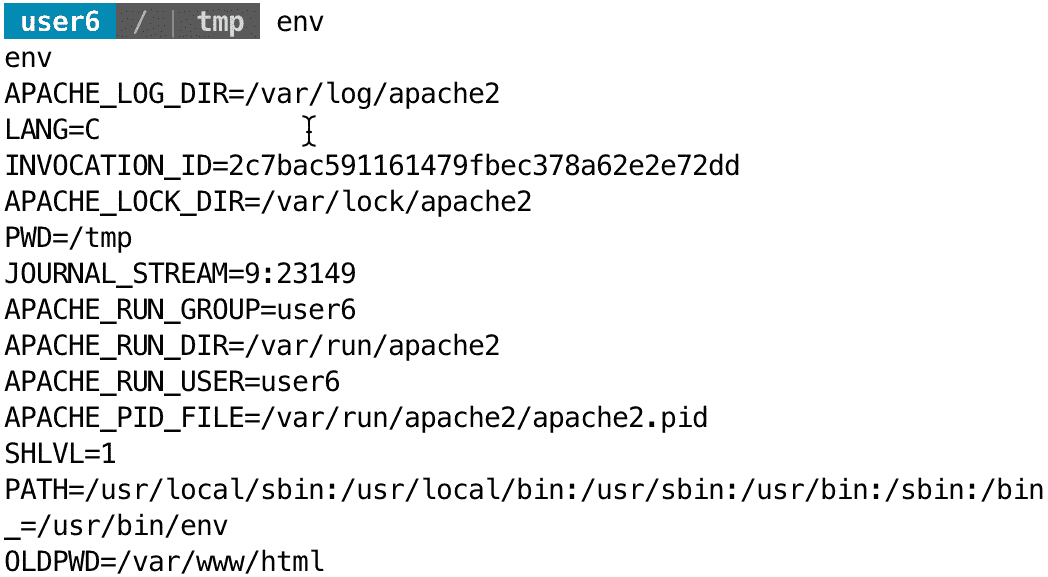 user6 / | tmp env
env
APACHE_LOG_DIR=/var/log/apache2
LANG=C
INVOCATION_ID=2c7bac591161479fbec378a62e2e72dd
APACHE_LOCK_DIR=/var/lock/apache2
PWD=/tmp
JOURNAL_STREAM=9:23149
APACHE_RUN_GROUP=user6
APACHE_RUN_DIR=/var/run/apache2
APACHE_RUN_USER=user6
APACHE_PID_FILE=/var/run/apache2/apache2.pid
SHLVL=1
PATH=/usr/local/sbin:/usr/local/bin:/usr/sbin:/usr/bin:/sbin:/bin
_=/usr/bin/env
OLDPWD=/var/www/html